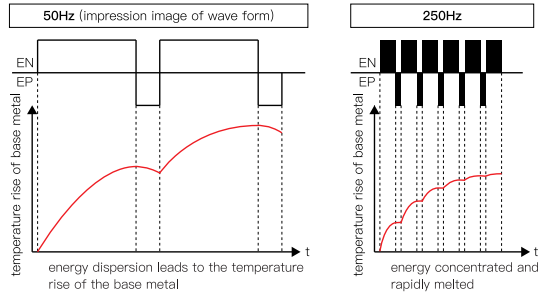 50Hz (impression image of wave form)
EN
EP
temperature rise of base metal
t
energy dispersion leads to the temperature
rise of the base metal
250Hz
EN
EP
temperature rise of base metal
t
energy concentrated and
rapidly melted